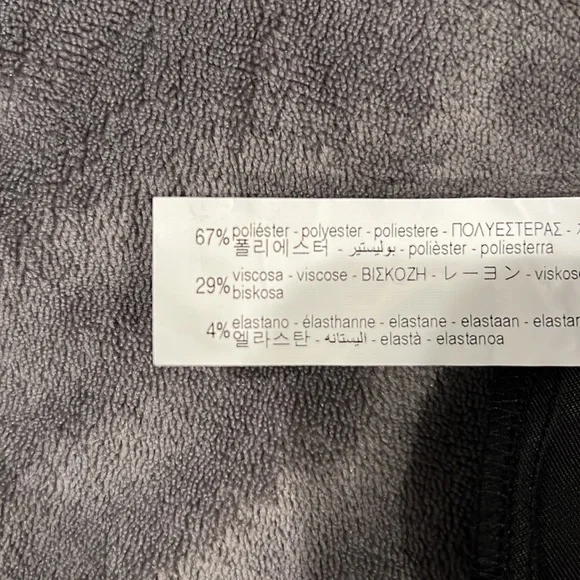 67% poliéster - polyester - poliestere - ΠΟΛΥΕΣΤΕΡΑΣ -
폴리에스터 - بوليستير - polièster - poliesterra
29% viscosa - viscose - ΒΙΣΚΟΖΗ - レーヨン - viskose
biskosa
4% elastano - élasthanne - elastane - elastaan - elastan
엘라스탄 - اليستانه - elastà - elastanoa